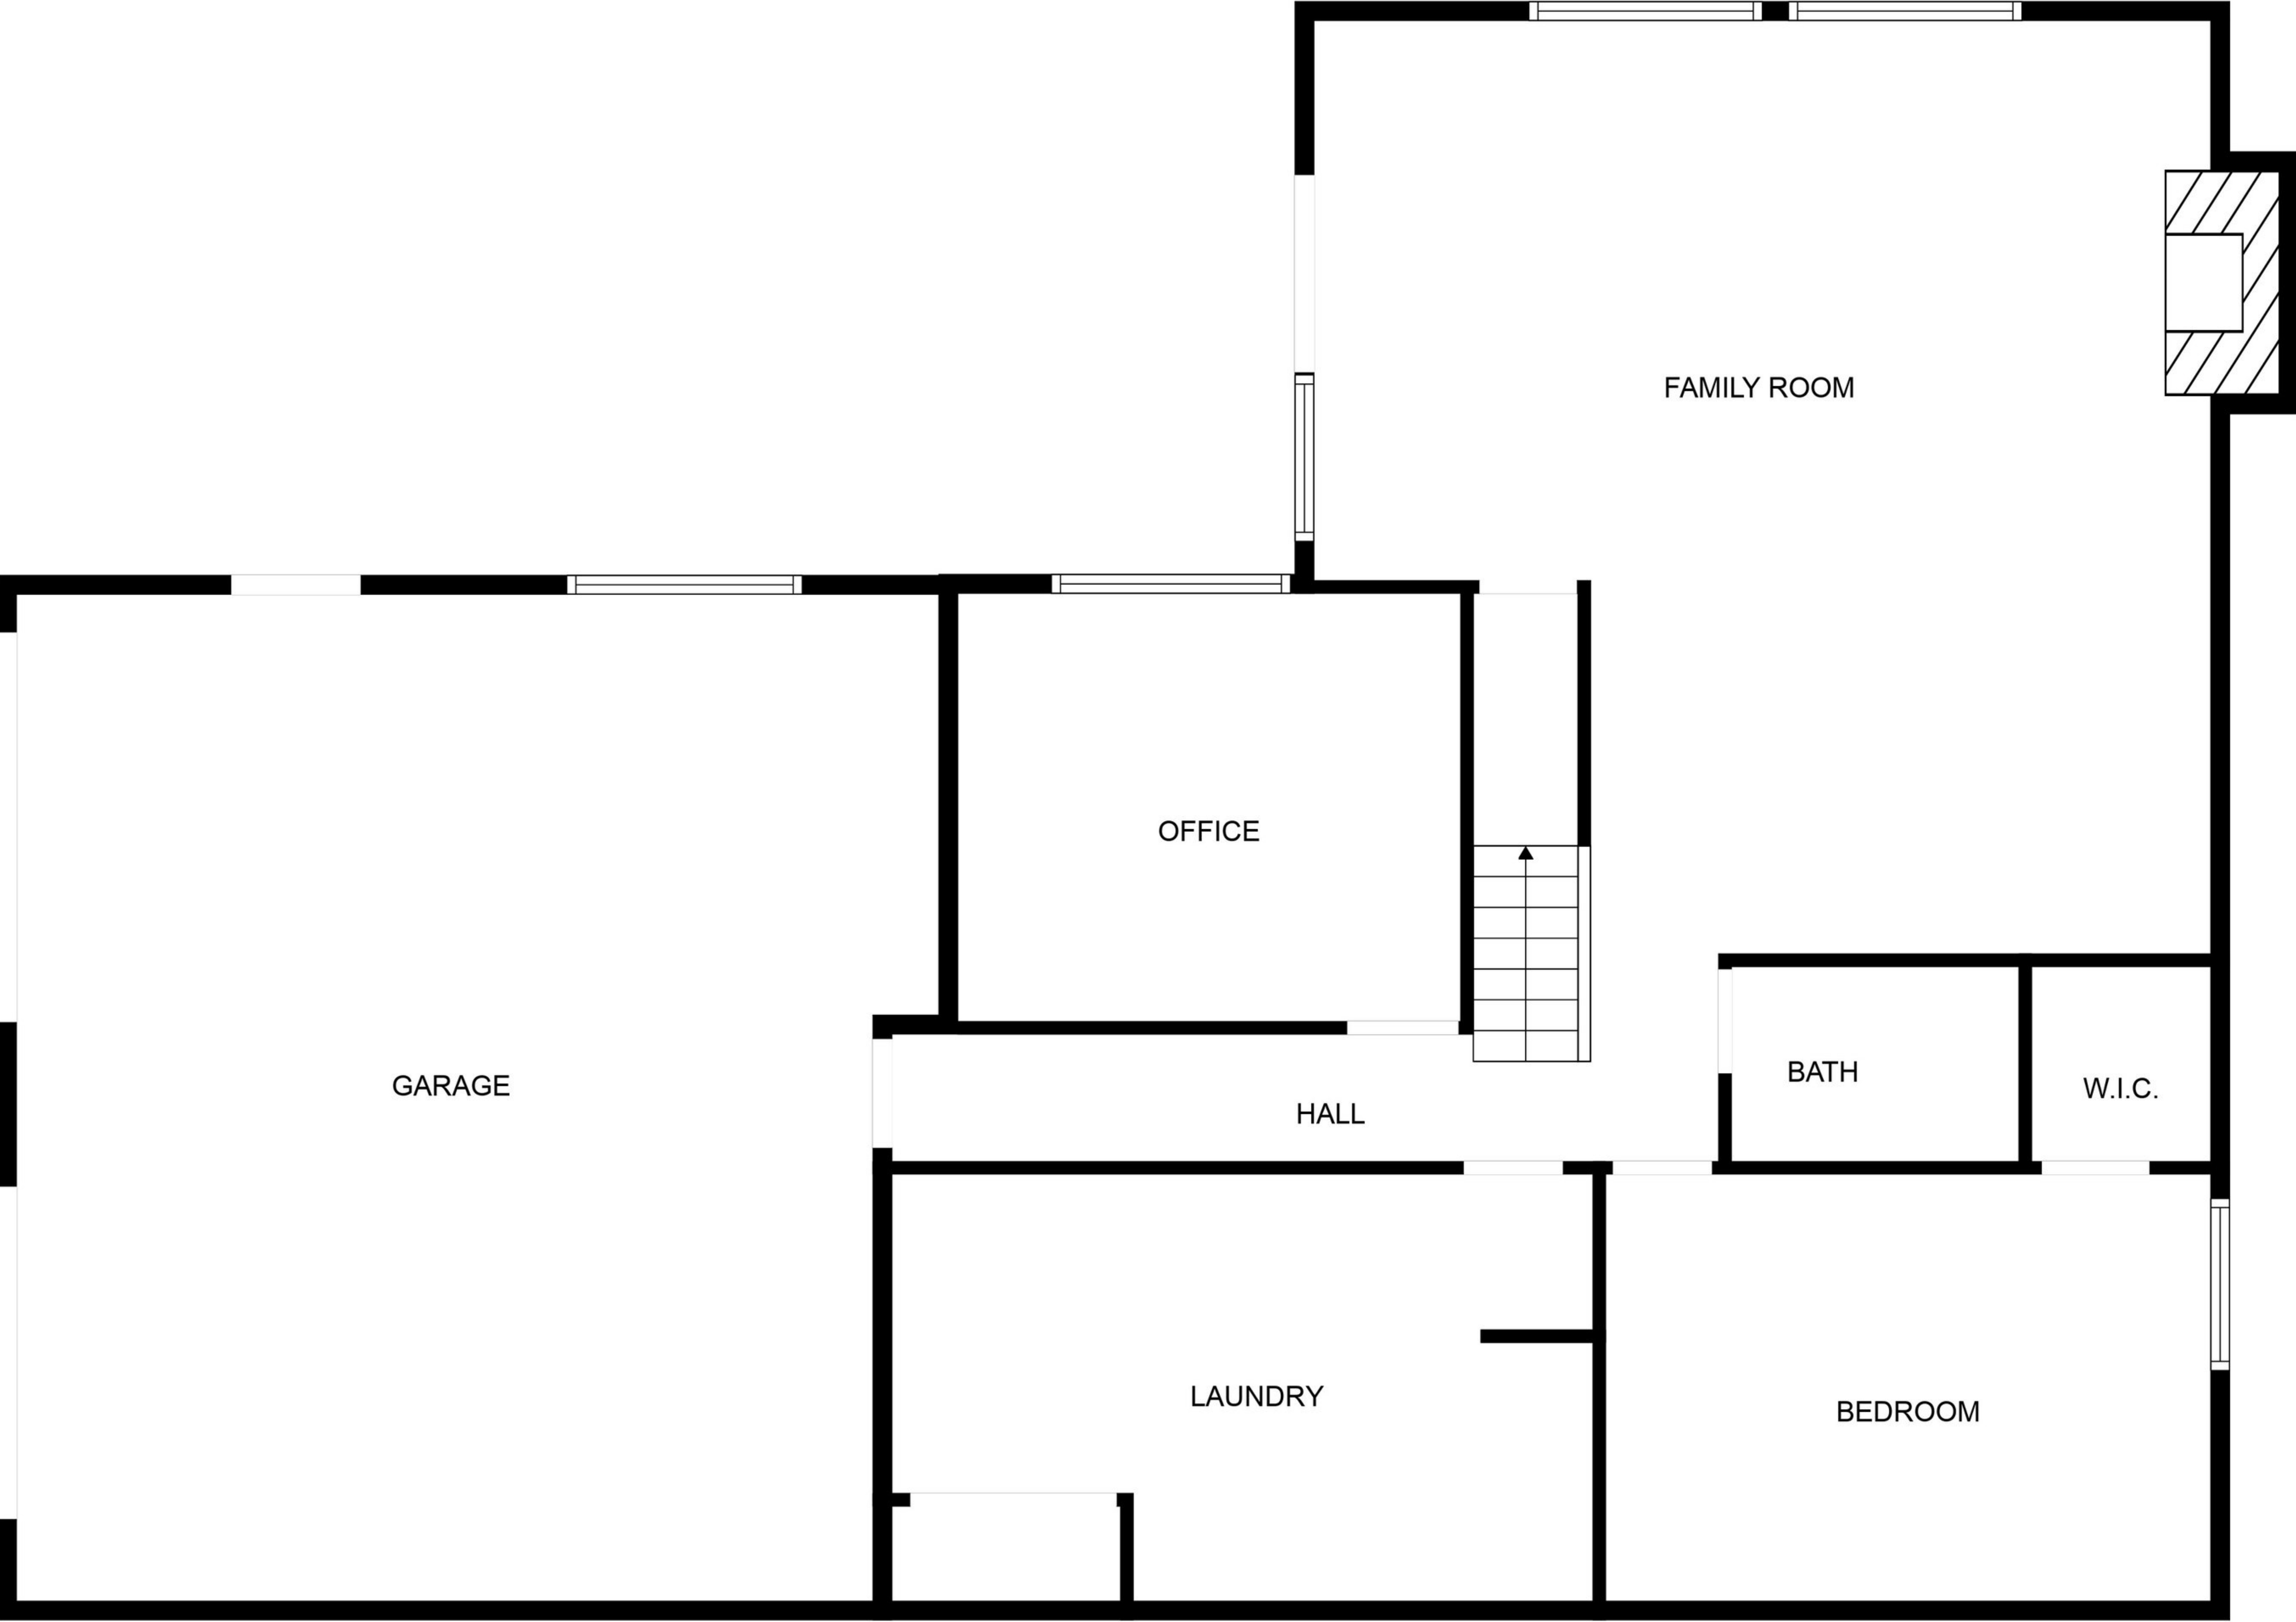 FAMILY ROOM
OFFICE
GARAGE
BATH
W.I.C.
HALL
LAUNDRY
BEDROOM